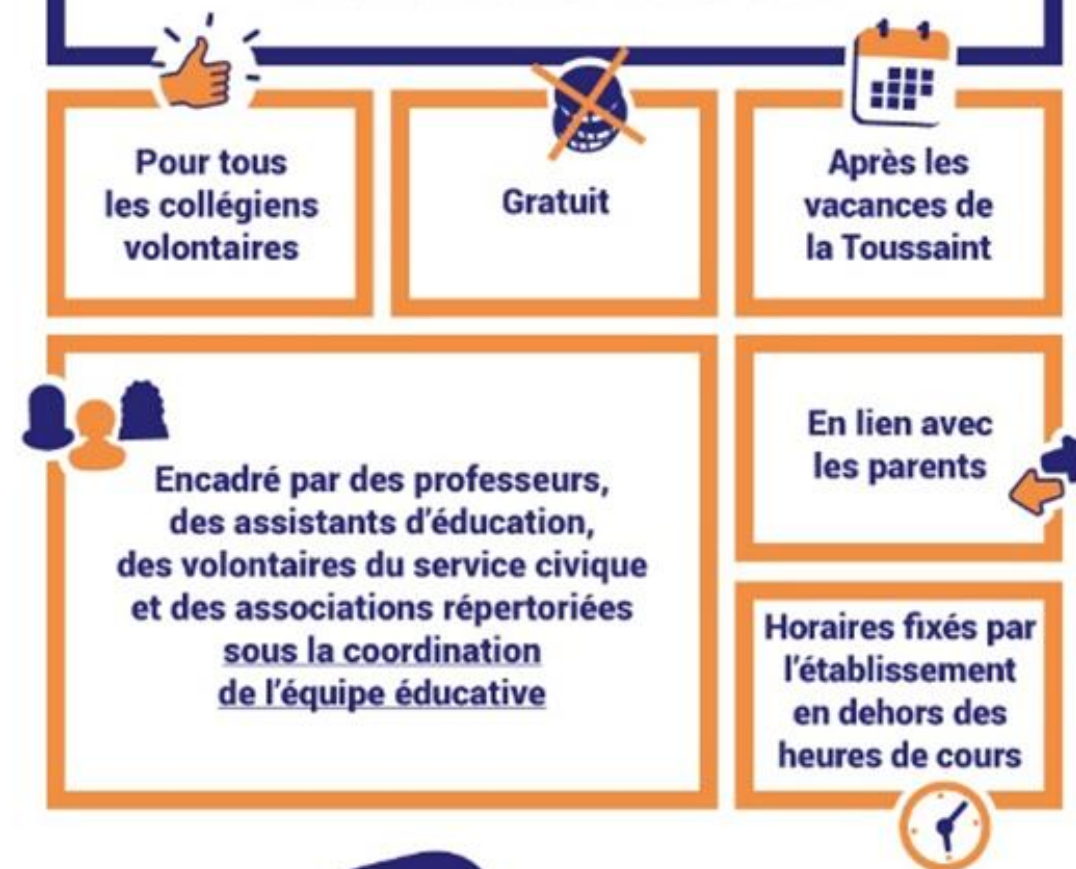 Pour tous
les collégiens
volontaires
Gratuit
Après les
vacances de
la Toussaint
Encadré par des professeurs,
des assistants d'éducation,
des volontaires du service civique
et des associations répertoriées
sous la coordination
de l'équipe éducative
En lien avec
les parents
Horaires fixés par
l'établissement
en dehors des
heures de cours